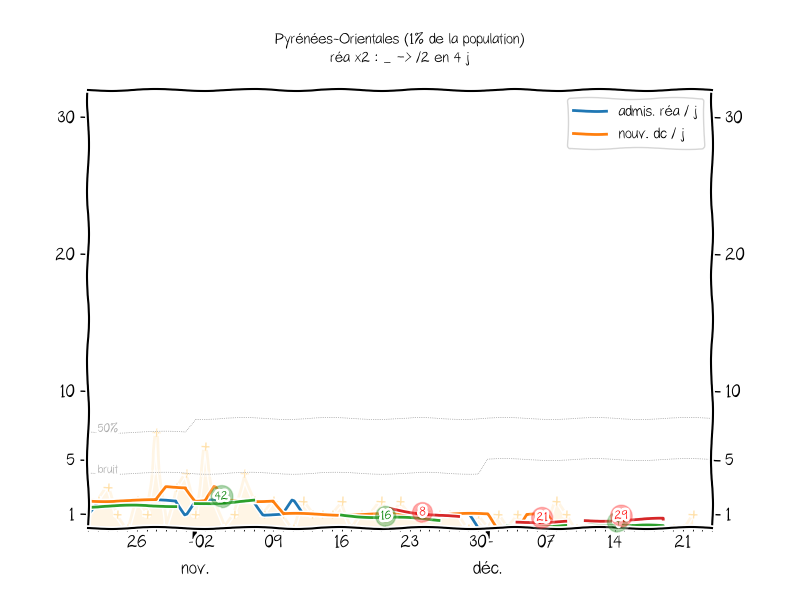 Pyrénées-Orientales (1% de la population)
réa x2 : _ -> /2 en 4 j
30 30
admis. réa / j
nouv. dc / j
20 20
10 10
50%
5 5
bruit
42
16 8 21 29
1 1
26 02 09 16 23 30 07 14 21
nov. déc.